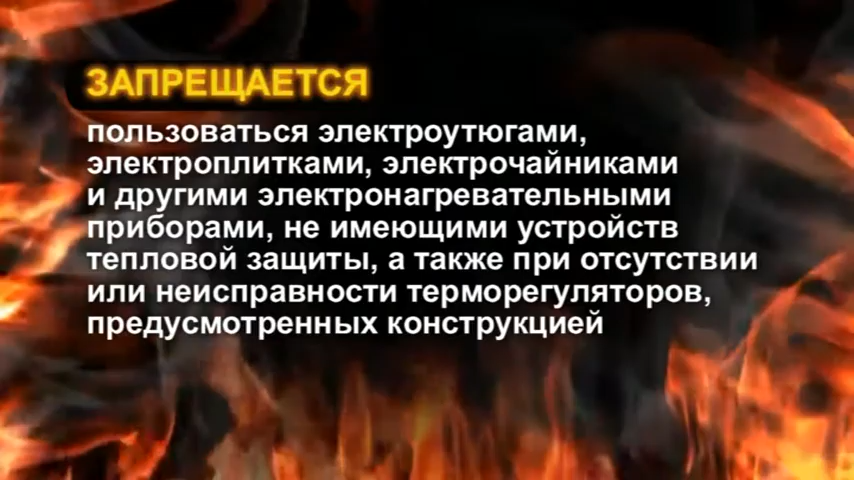 ЗАПРЕЩАЕТСЯ
пользоваться электроутюгами,
электроплитками, электрочайниками
и другими электронагревательными
приборами, не имеющими устройств
тепловой защиты, а также при отсутствии
или неисправности терморегуляторов,
предусмотренных конструкцией